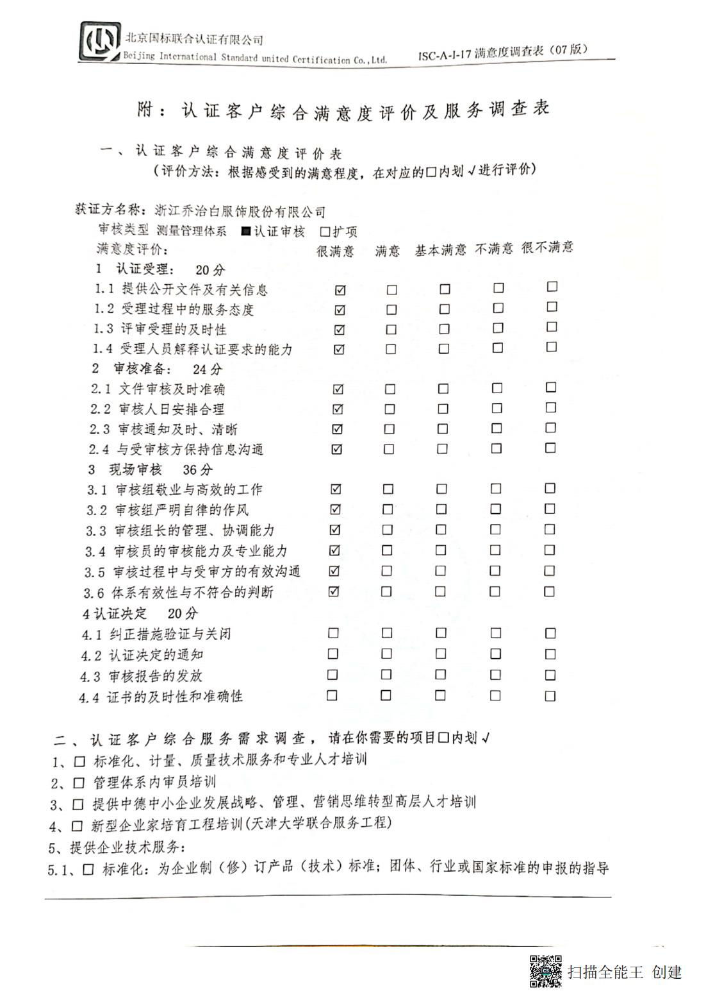 北京国标联合认证有限公司
Beijing International Standard united Certification Co.,Ltd.
ISC-A-I-17 满意度调查表（07 版）
附：认证客户综合满意度评价及服务调查表
一、认证客户综合满意度评价表
（评价方法：根据感受到的满意程度，在对应的□内划√进行评价）
获证方名称：浙江乔治白服饰股份有限公司
审核类型 测量管理体系 ■认证审核 □扩项
满意度评价： 很满意 满意 基本满意 不满意 很不满意
1 认证受理： 20 分
1.1 提供公开文件及有关信息 ☑ □ □ □ □
1.2 受理过程中的服务态度 ☑ □ □ □ □
1.3 评审受理的及时性 ☑ □ □ □ □
1.4 受理人员解释认证要求的能力 ☑ □ □ □ □
2 审核准备： 24 分
2.1 文件审核及时准确 ☑ □ □ □ □
2.2 审核人日安排合理 ☑ □ □ □ □
2.3 审核通知及时、清晰 ☑ □ □ □ □
2.4 与受审核方保持信息沟通 ☑ □ □ □ □
3 现场审核 36 分
3.1 审核组敬业与高效的工作 ☑ □ □ □ □
3.2 审核组严明自律的作风 ☑ □ □ □ □
3.3 审核组长的管理、协调能力 ☑ □ □ □ □
3.4 审核员的审核能力及专业能力 ☑ □ □ □ □
3.5 审核过程中与受审方的有效沟通 ☑ □ □ □ □
3.6 体系有效性与不符合的判断 ☑ □ □ □ □
4 认证决定 20 分
4.1 纠正措施验证与关闭 □ □ □ □ □
4.2 认证决定的通知 □ □ □ □ □
4.3 审核报告的发放 □ □ □ □ □
4.4 证书的及时性和准确性 □ □ □ □ □
二、认证客户综合服务需求调查，请在你需要的项目□内划√
1、□ 标准化、计量、质量技术服务和专业人才培训
2、□ 管理体系内审员培训
3、□ 提供中德中小企业发展战略、管理、营销思维转型高层人才培训
4、□ 新型企业家培育工程培训(天津大学联合服务工程)
5、提供企业技术服务：
5.1、□ 标准化：为企业制（修）订产品（技术）标准；团体、行业或国家标准的申报的指导
扫描全能王 创建